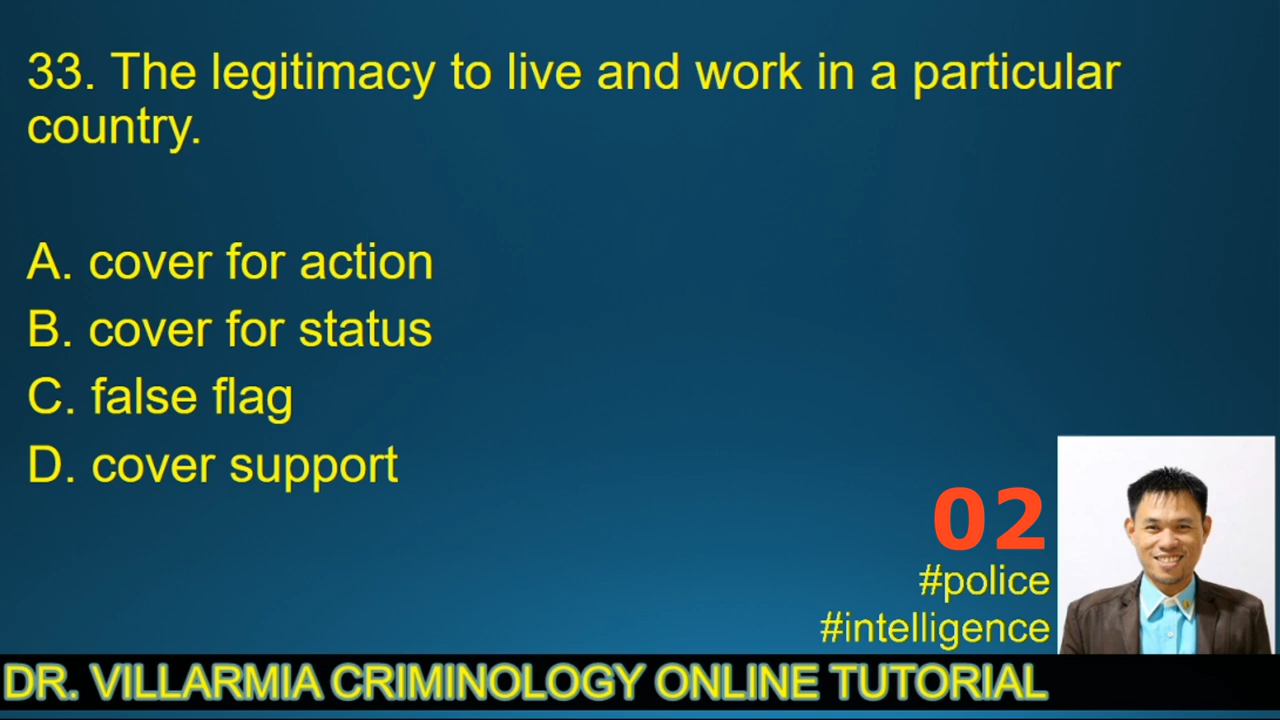 33. The legitimacy to live and work in a particular
country.
A. cover for action
B. cover for status
C. false flag
D. cover support
02
#police
#intelligence
DR. VILLARMIA CRIMINOLOGY ONLINE TUTORIAL